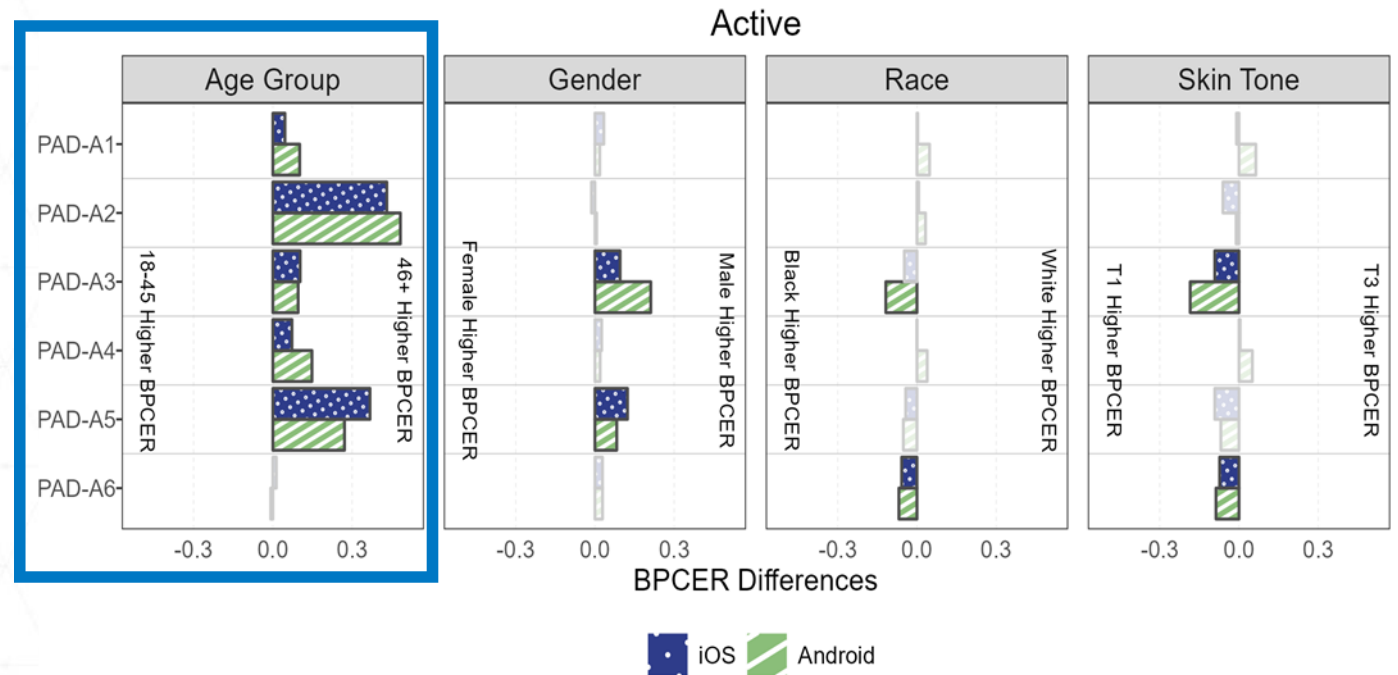 Active
Age Group
Gender
Race
Skin Tone
PAD-A1
PAD-A2
PAD-A3
PAD-A4
PAD-A5
PAD-A6
18-45 Higher BPCER
46+ Higher BPCER
Female Higher BPCER
Male Higher BPCER
Black Higher BPCER
White Higher BPCER
T1 Higher BPCER
T3 Higher BPCER
-0.3 0.0 0.3
-0.3 0.0 0.3
-0.3 0.0 0.3
-0.3 0.0 0.3
BPCER Differences
iOS
Android